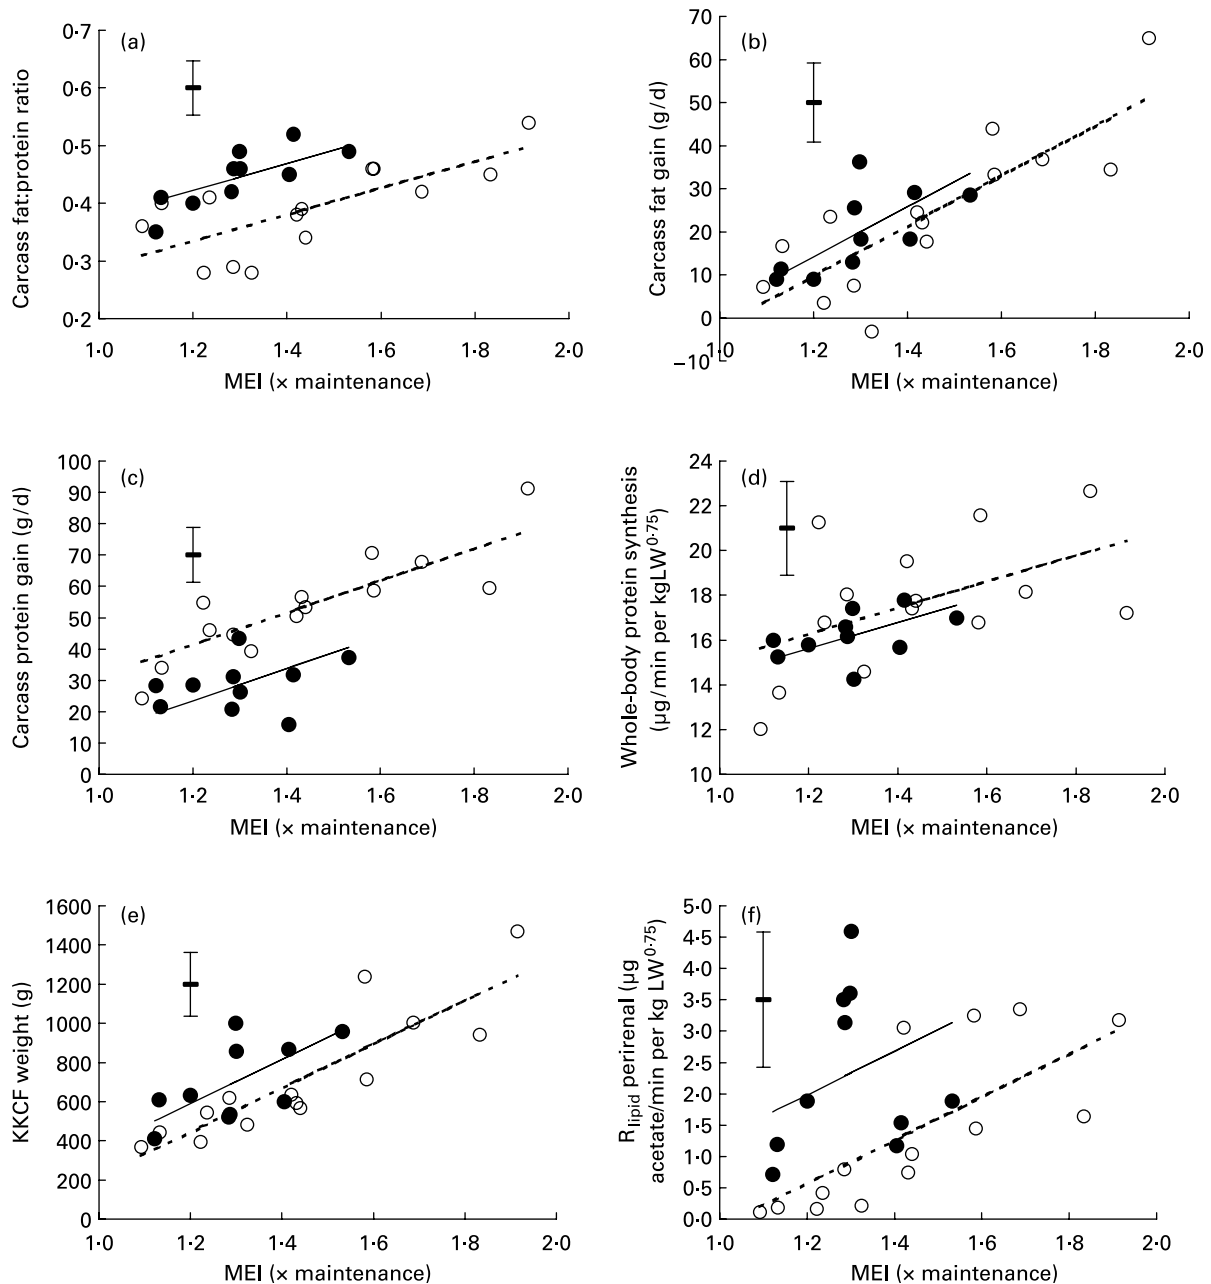 (a)
Carcass fat:protein ratio
0·7
0·6
0·5
0·4
0·3
0·2
1·0 1·2 1·4 1·6 1·8 2·0
MEI (× maintenance)
(b)
Carcass fat gain (g/d)
70
60
50
40
30
20
10
0
−10
1·0 1·2 1·4 1·6 1·8 2·0
MEI (× maintenance)
(c)
Carcass protein gain (g/d)
100
90
80
70
60
50
40
30
20
10
0
1·0 1·2 1·4 1·6 1·8 2·0
MEI (× maintenance)
(d)
Whole-body protein synthesis
(µg/min per kgLW0·75)
24
22
20
18
16
14
12
10
1·0 1·2 1·4 1·6 1·8 2·0
MEI (× maintenance)
(e)
KKCF weight (g)
1600
1400
1200
1000
800
600
400
200
0
1·0 1·2 1·4 1·6 1·8 2·0
MEI (× maintenance)
(f)
Rlipid perirenal (µg
acetate/min per kg LW0·75)
5·0
4·5
4·0
3·5
3·0
2·5
2·0
1·5
1·0
0·5
0·0
1·0 1·2 1·4 1·6 1·8 2·0
MEI (× maintenance)